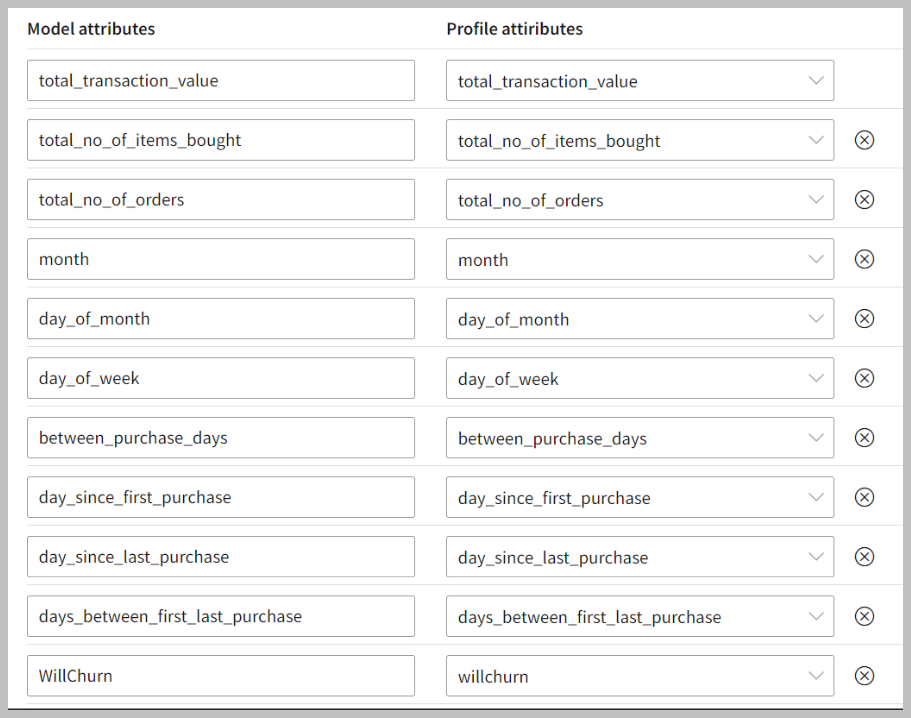 Model attributes Profile attiributes
total_transaction_value total_transaction_value
total_no_of_items_bought total_no_of_items_bought
total_no_of_orders total_no_of_orders
month month
day_of_month day_of_month
day_of_week day_of_week
between_purchase_days between_purchase_days
day_since_first_purchase day_since_first_purchase
day_since_last_purchase day_since_last_purchase
days_between_first_last_purchase days_between_first_last_purchase
WillChurn willchurn